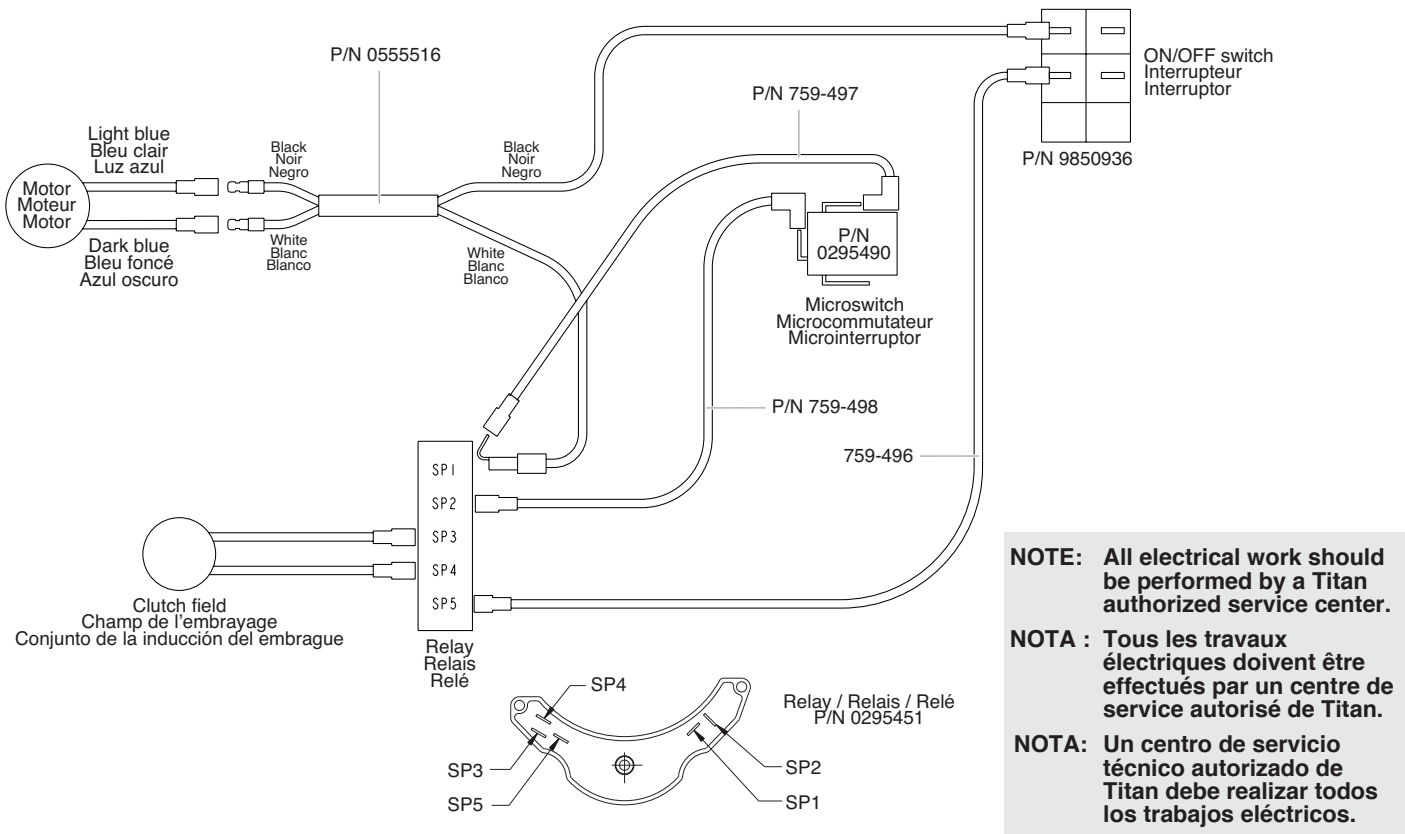 P/N 0555516
ON/OFF switch
Interrupteur
Interruptor
P/N 9850936
P/N 759-497
Light blue
Bleu clair
Luz azul
Black
Noir
Negro
Black
Noir
Negro
Motor
Moteur
Motor
Dark blue
Bleu foncé
Azul oscuro
White
Blanc
Blanco
White
Blanc
Blanco
P/N
0295490
Microswitch
Microcommutateur
Microinterruptor
P/N 759-498
759-496
SP1
SP2
SP3
SP4
SP5
Relay
Relais
Relé
Clutch field
Champ de l'embrayage
Conjunto de la inducción del embrague
SP4
SP3
SP5
Relay / Relais / Relé
P/N 0295451
SP2
SP1
NOTE: All electrical work should
be performed by a Titan
authorized service center.
NOTA : Tous les travaux
électriques doivent être
effectués par un centre de
service autorisé de Titan.
NOTA: Un centro de servicio
técnico autorizado de
Titan debe realizar todos
los trabajos eléctricos.